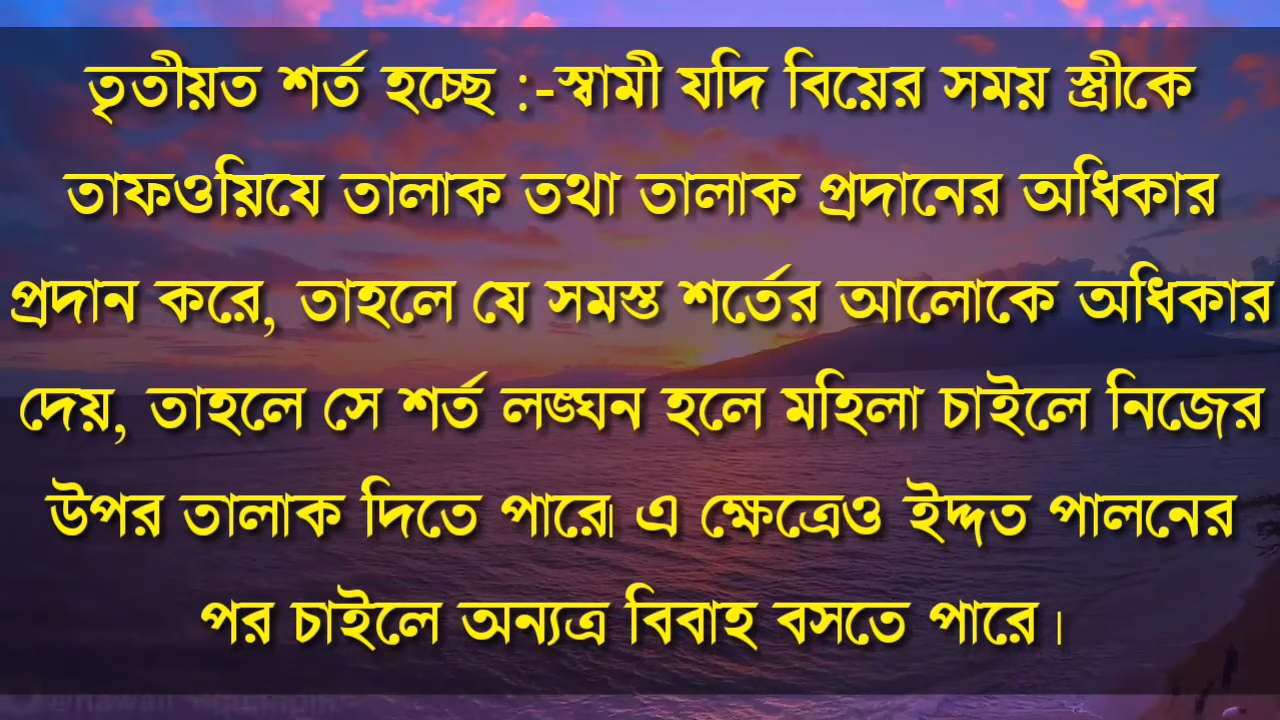 তৃতীয়ত শর্ত হচ্ছে :-স্বামী যদি বিয়ের সময় স্ত্রীকে
তাফওয়িযে তালাক তথা তালাক প্রদানের অধিকার
প্রদান করে, তাহলে যে সমস্ত শর্তের আলোকে অধিকার
দেয়, তাহলে সে শর্ত লঙ্ঘন হলে মহিলা চাইলে নিজের
উপর তালাক দিতে পারে৷ এ ক্ষেত্রেও ইদ্দত পালনের
পর চাইলে অন্যত্র বিবাহ বসতে পারে।